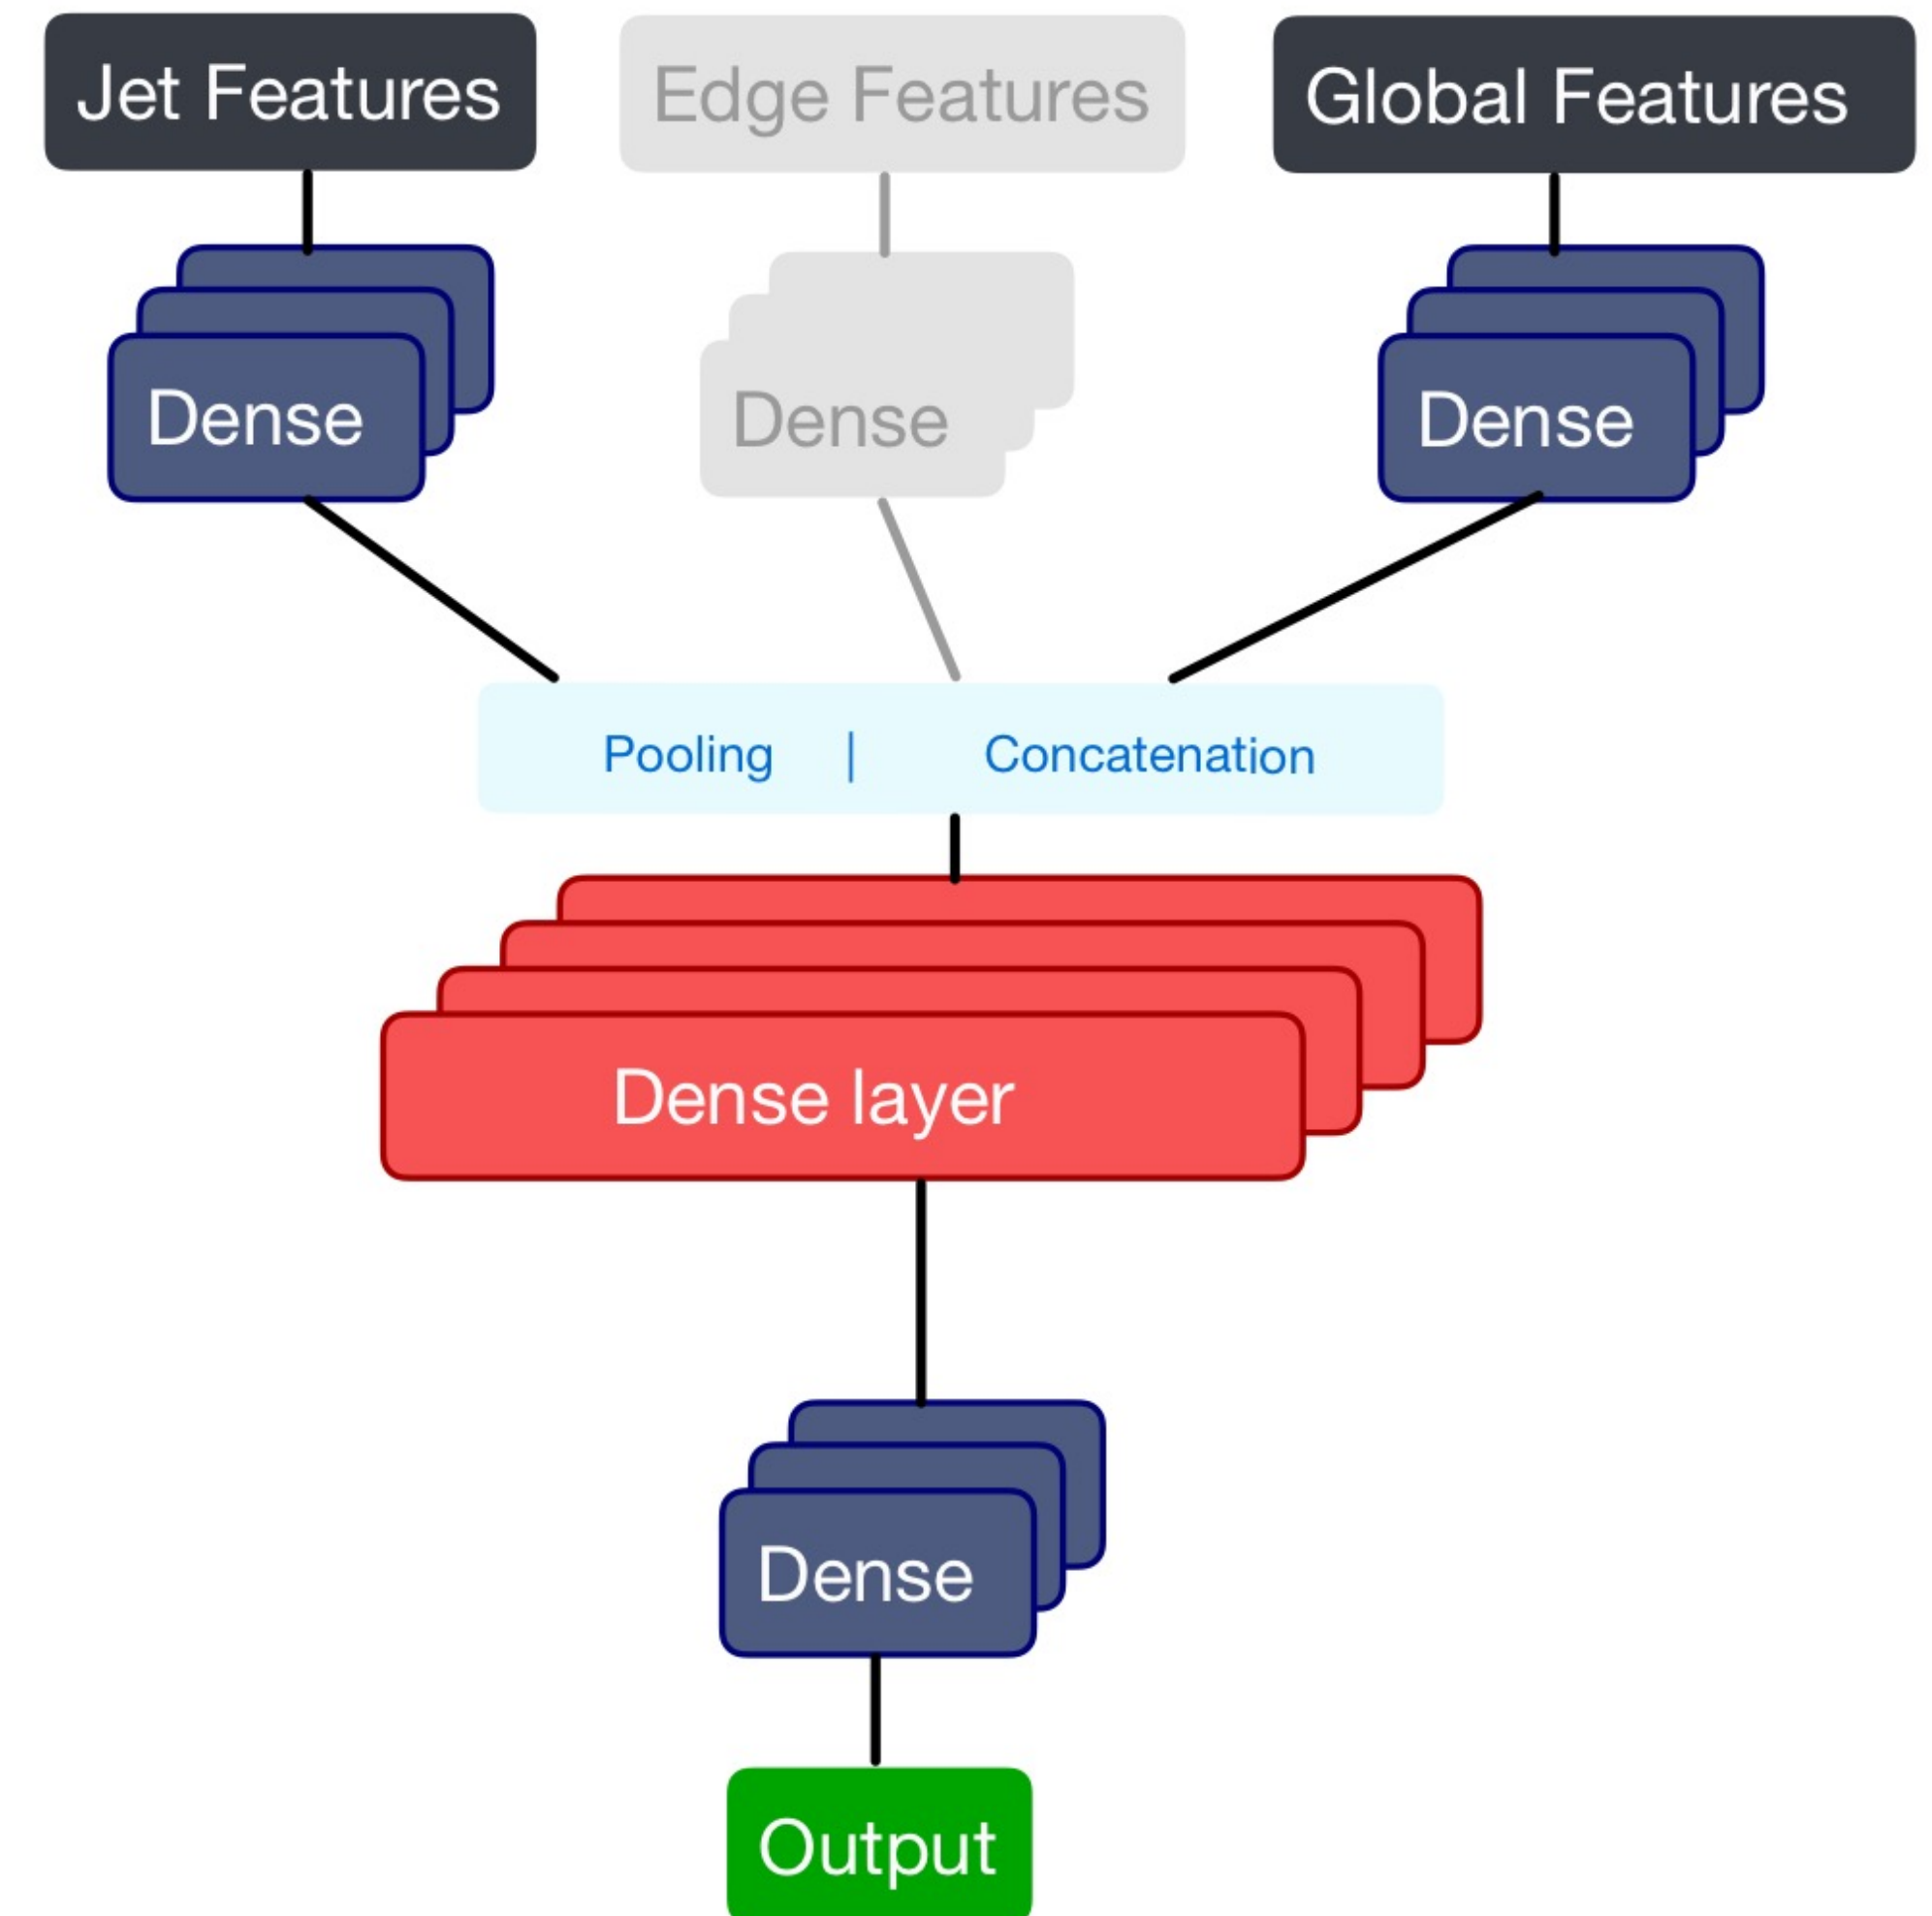 Jet Features
Edge Features
Global Features
Dense
Dense
Dense
Pooling | Concatenation
Dense layer
Dense
Output